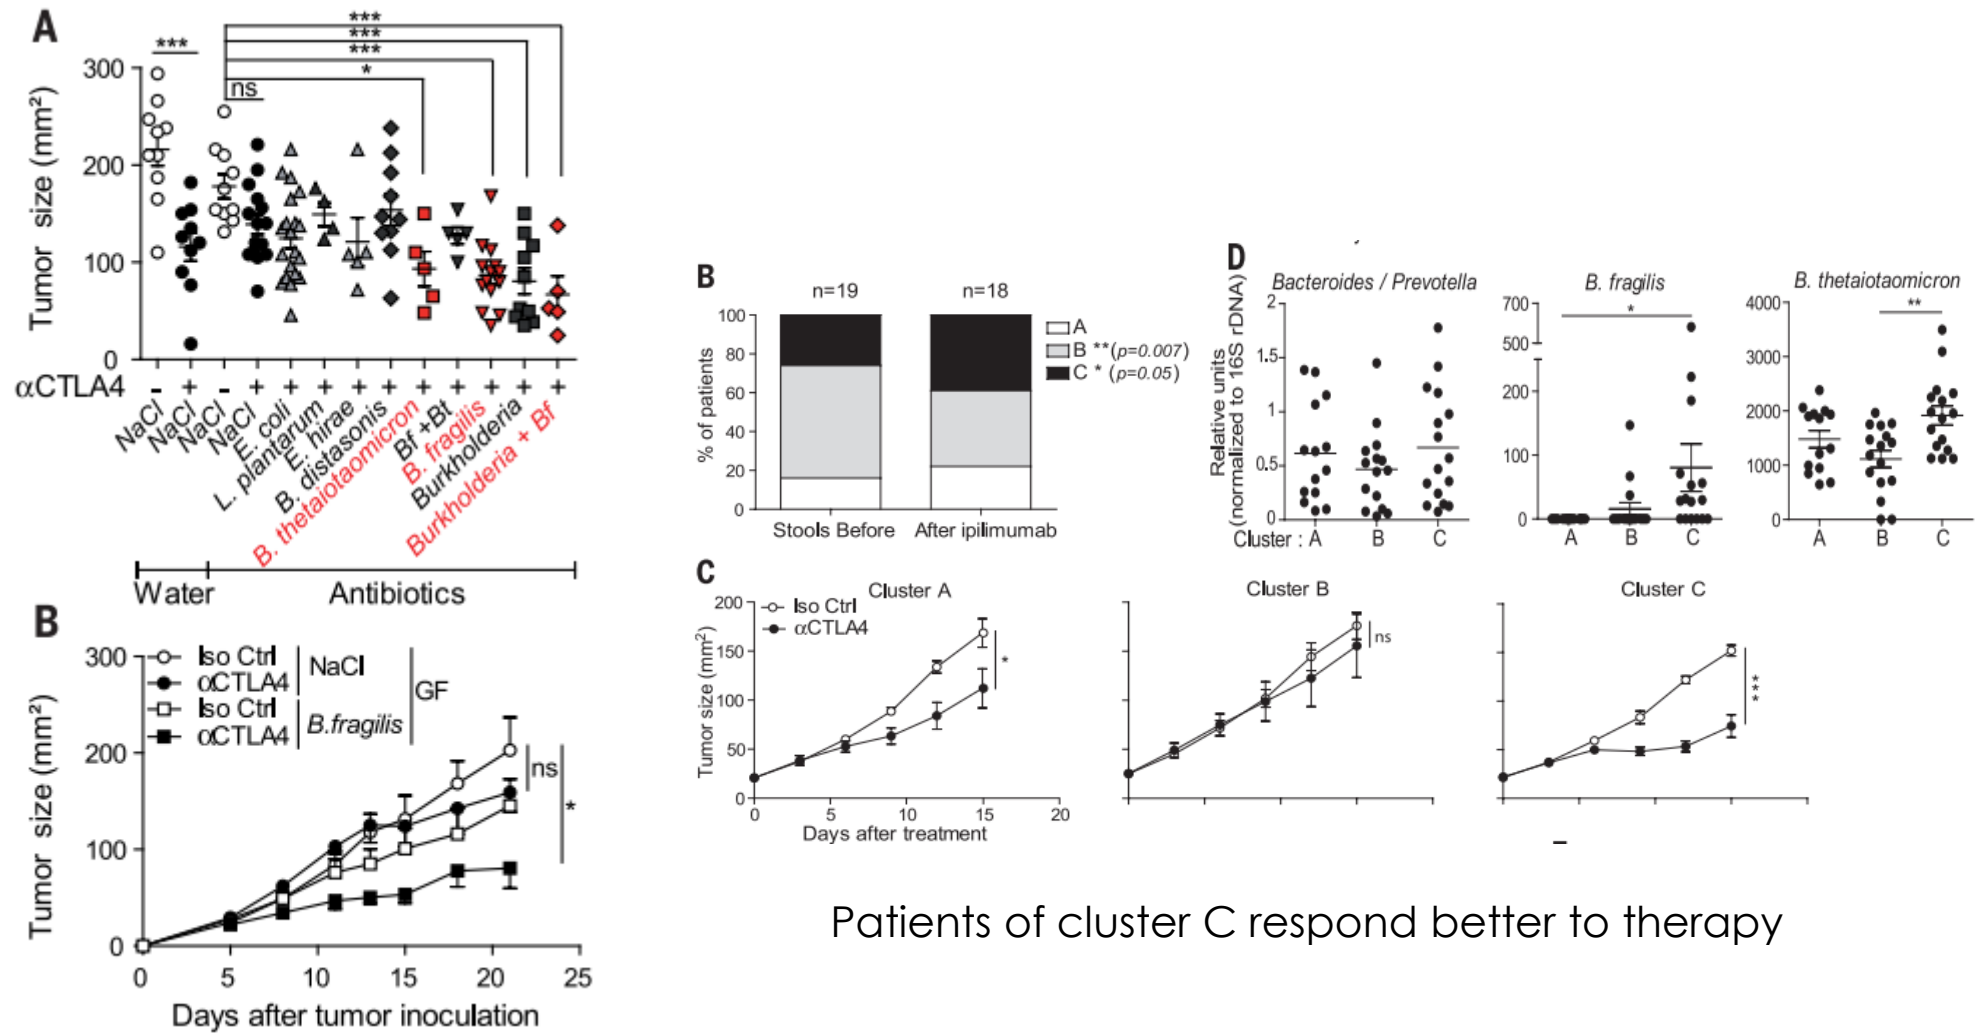 A
***
***
***
***
*
ns
300
200
100
0
Tumor size (mm²)
αCTLA4 - + - + + + + + + + + + +
NaCl
NaCl
NaCl
NaCl
E. coli
L. plantarum
E. hirae
B. distasonis
B. thetaiotaomicron
Bf +Bt
B. fragilis
Burkholderia
Burkholderia + Bf
Water
Antibiotics
B
300
200
100
0
Tumor size (mm²)
Iso Ctrl
αCTLA4
NaCl
Iso Ctrl
αCTLA4
B.fragilis
GF
ns
*
0 5 10 15 20 25
Days after tumor inoculation
B
n=19 n=18
100
80
60
40
20
0
% of patients
A
B **(p=0.007)
C * (p=0.05)
Stools Before After ipilimumab
D
Bacteroides / Prevotella
2
1.5
1
0.5
0
Relative units
(normalized to 16S rDNA)
Cluster : A B C
B. fragilis
*
700
500
200
100
0
A B C
B. thetaiotaomicron
**
4000
3000
2000
1000
0
A B C
C
Cluster A
Iso Ctrl
αCTLA4
200
150
100
50
0
Tumor size (mm²)
*
0 5 10 15 20
Days after treatment
Cluster B
ns
Cluster C
***
Patients of cluster C respond better to therapy